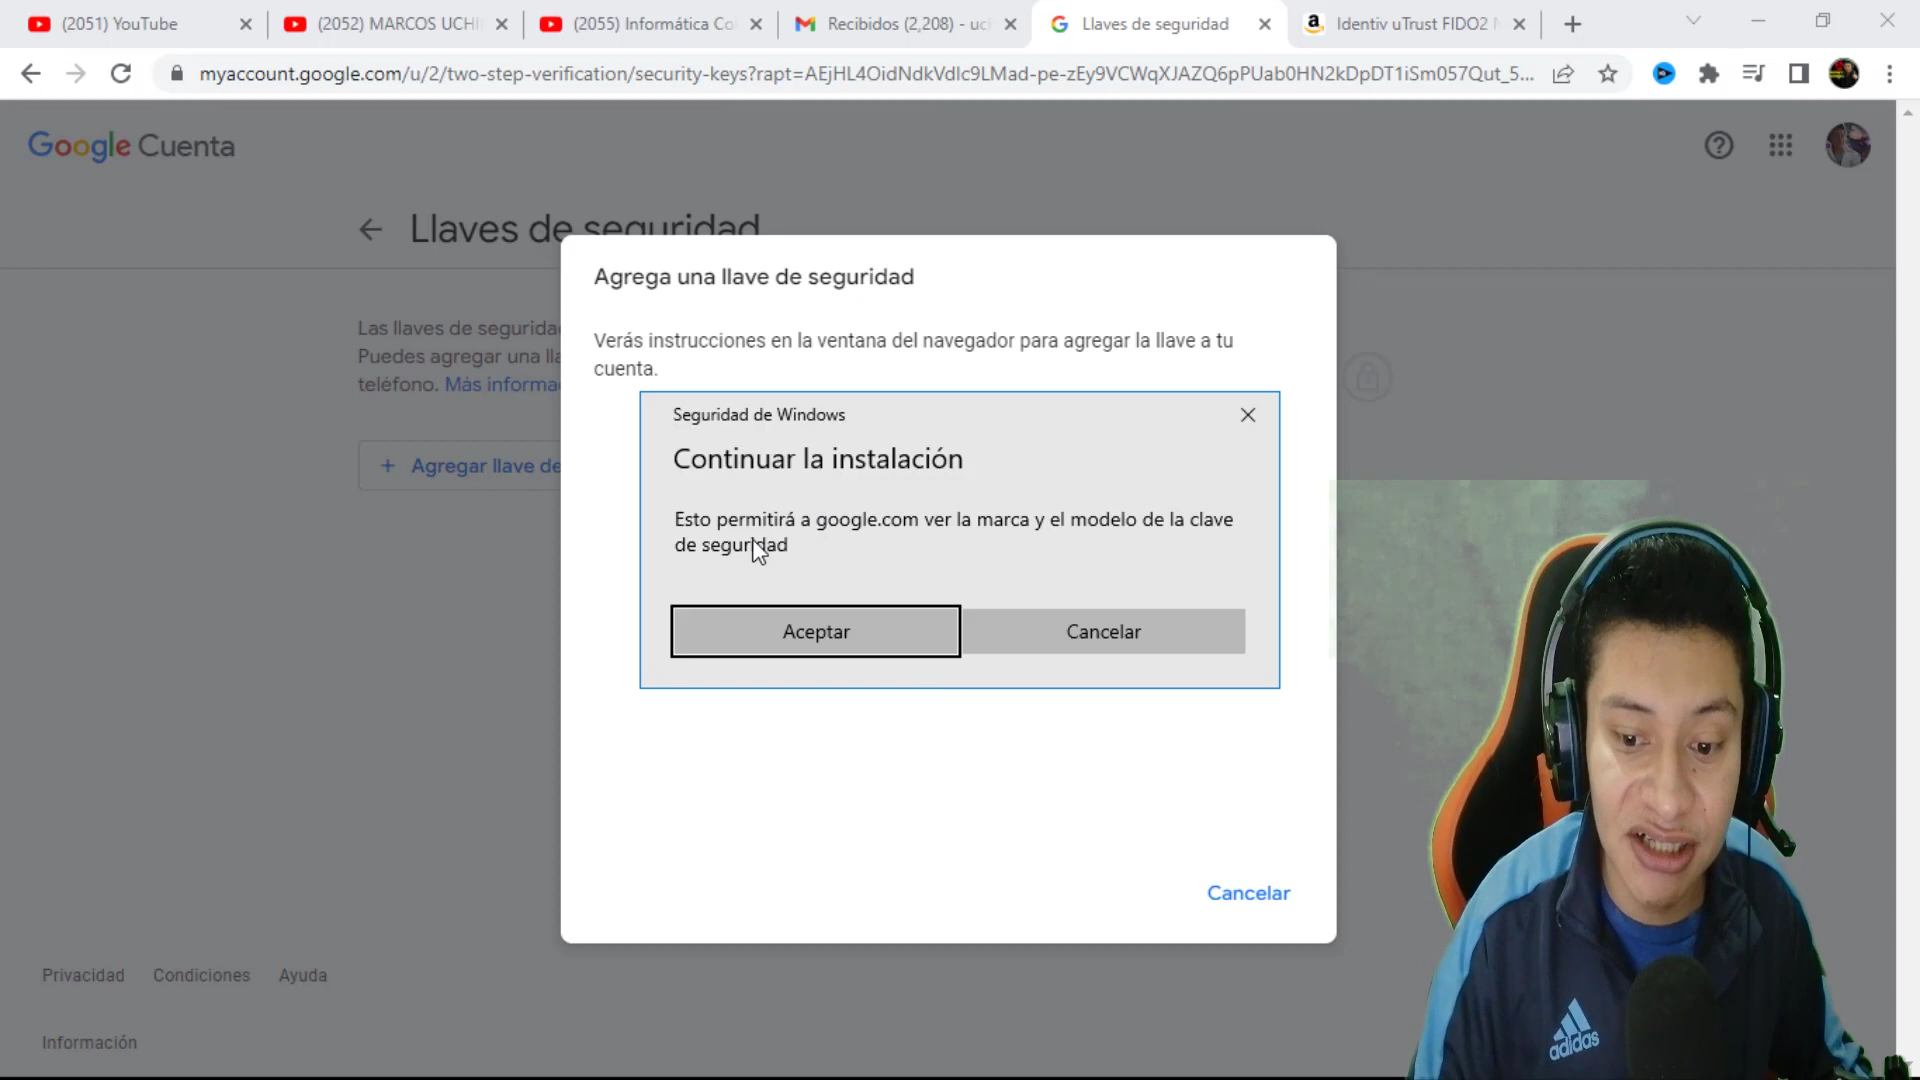 (2051) YouTube
(2052) MARCOS UCHI
(2055) Informática Co
Recibidos (2,208) - uc
Llaves de seguridad
Identiv uTrust FIDO2
myaccount.google.com/u/2/two-step-verification/security-keys?rapt=AEjHL4OidNdkVdlc9LMad-pe-zEy9VCWqXJAZQ6pPUab0HN2kDpDT1iSm057Qut_5...
Google Cuenta
Llaves de seguridad
Las llaves de segurida
Puedes agregar una lla
teléfono. Más informa
+ Agregar llave de
Agrega una llave de seguridad
Verás instrucciones en la ventana del navegador para agregar la llave a tu
cuenta.
Seguridad de Windows
Continuar la instalación
Esto permitirá a google.com ver la marca y el modelo de la clave
de seguridad
Aceptar
Cancelar
Cancelar
Privacidad
Condiciones
Ayuda
Información
adidas